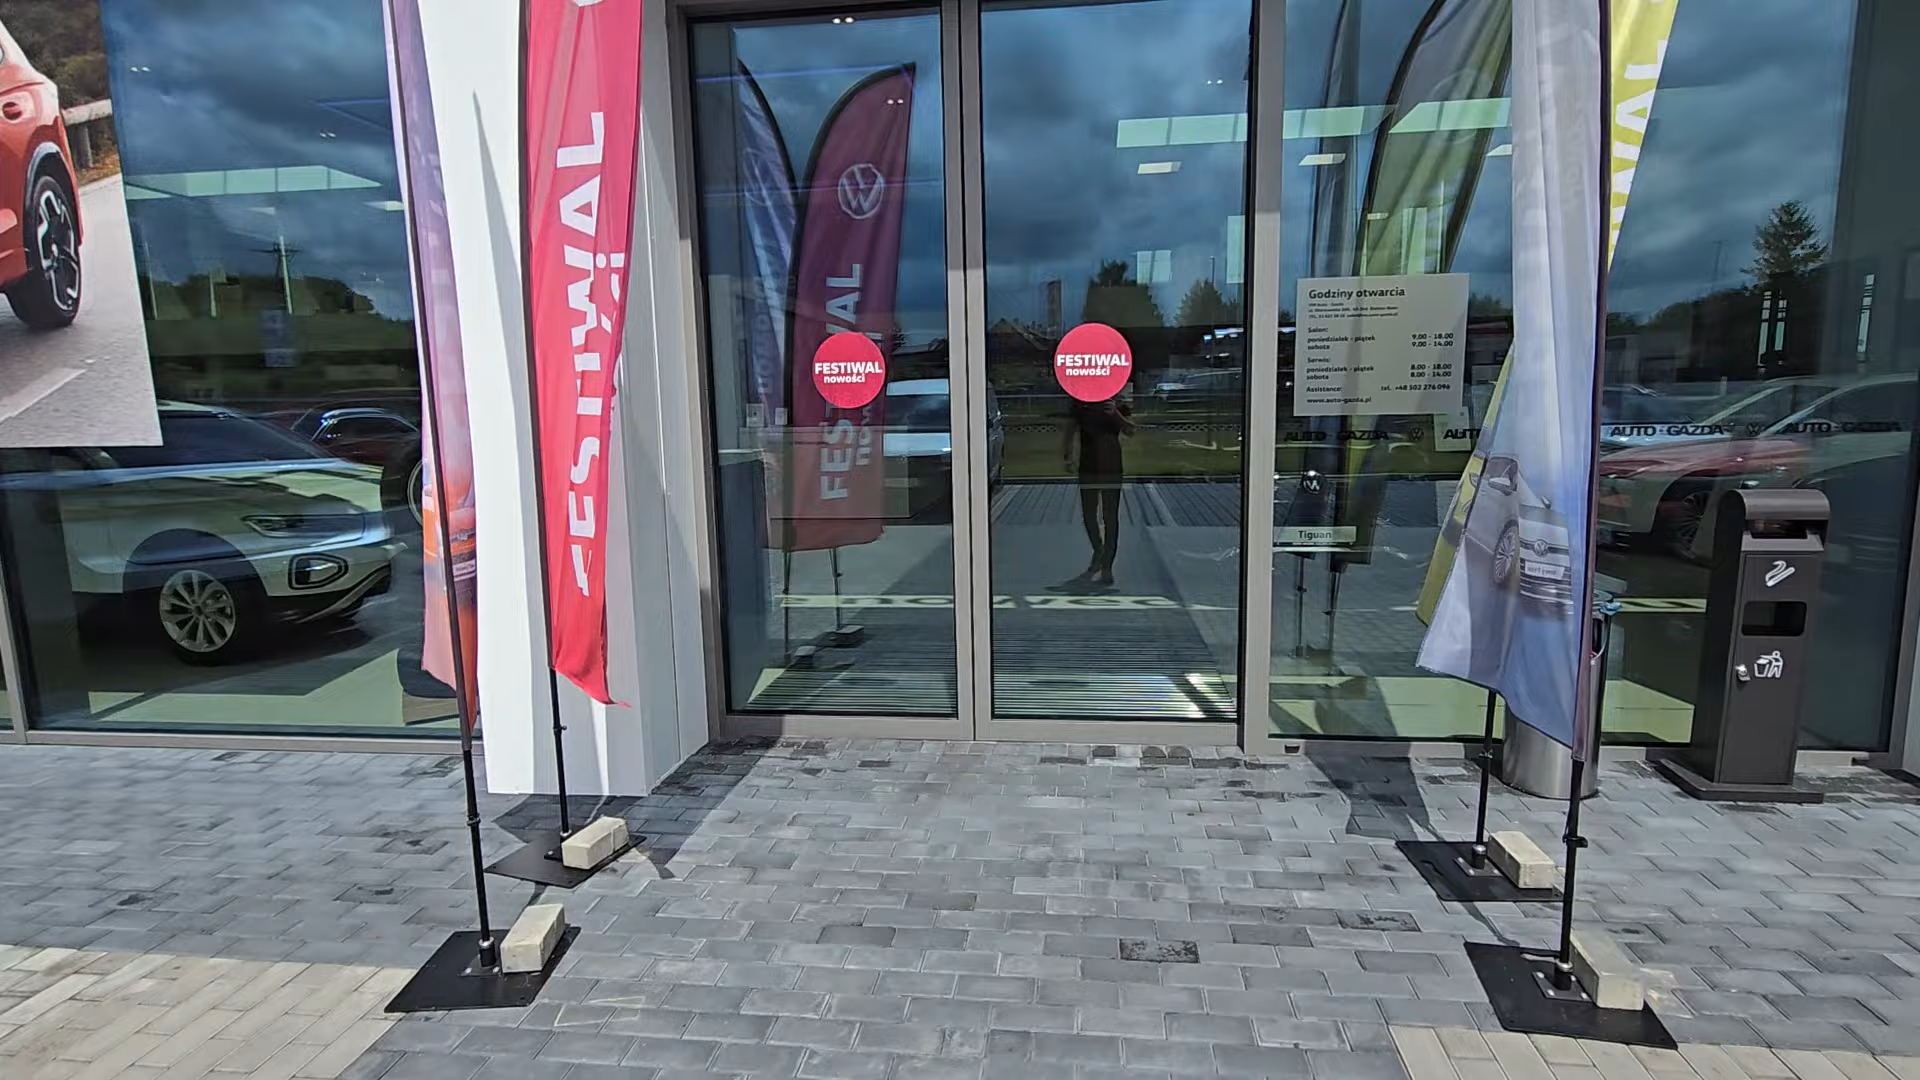 FESTIWAL
FESTIWAL
FESTIWAL
nowości
FESTIWAL
nowości
Godziny otwarcia
Salon:
poniedziałek - piątek 9.00 - 18.00
sobota 9.00 - 14.00
Serwis:
poniedziałek - piątek 8.00 - 18.00
sobota 8.00 - 14.00
Assistance: tel. +48 502 276 096
www.auto-gazda.pl
AUTO - GAZDA
AUTO - GAZDA
AUTO - GAZDA
Tiguan